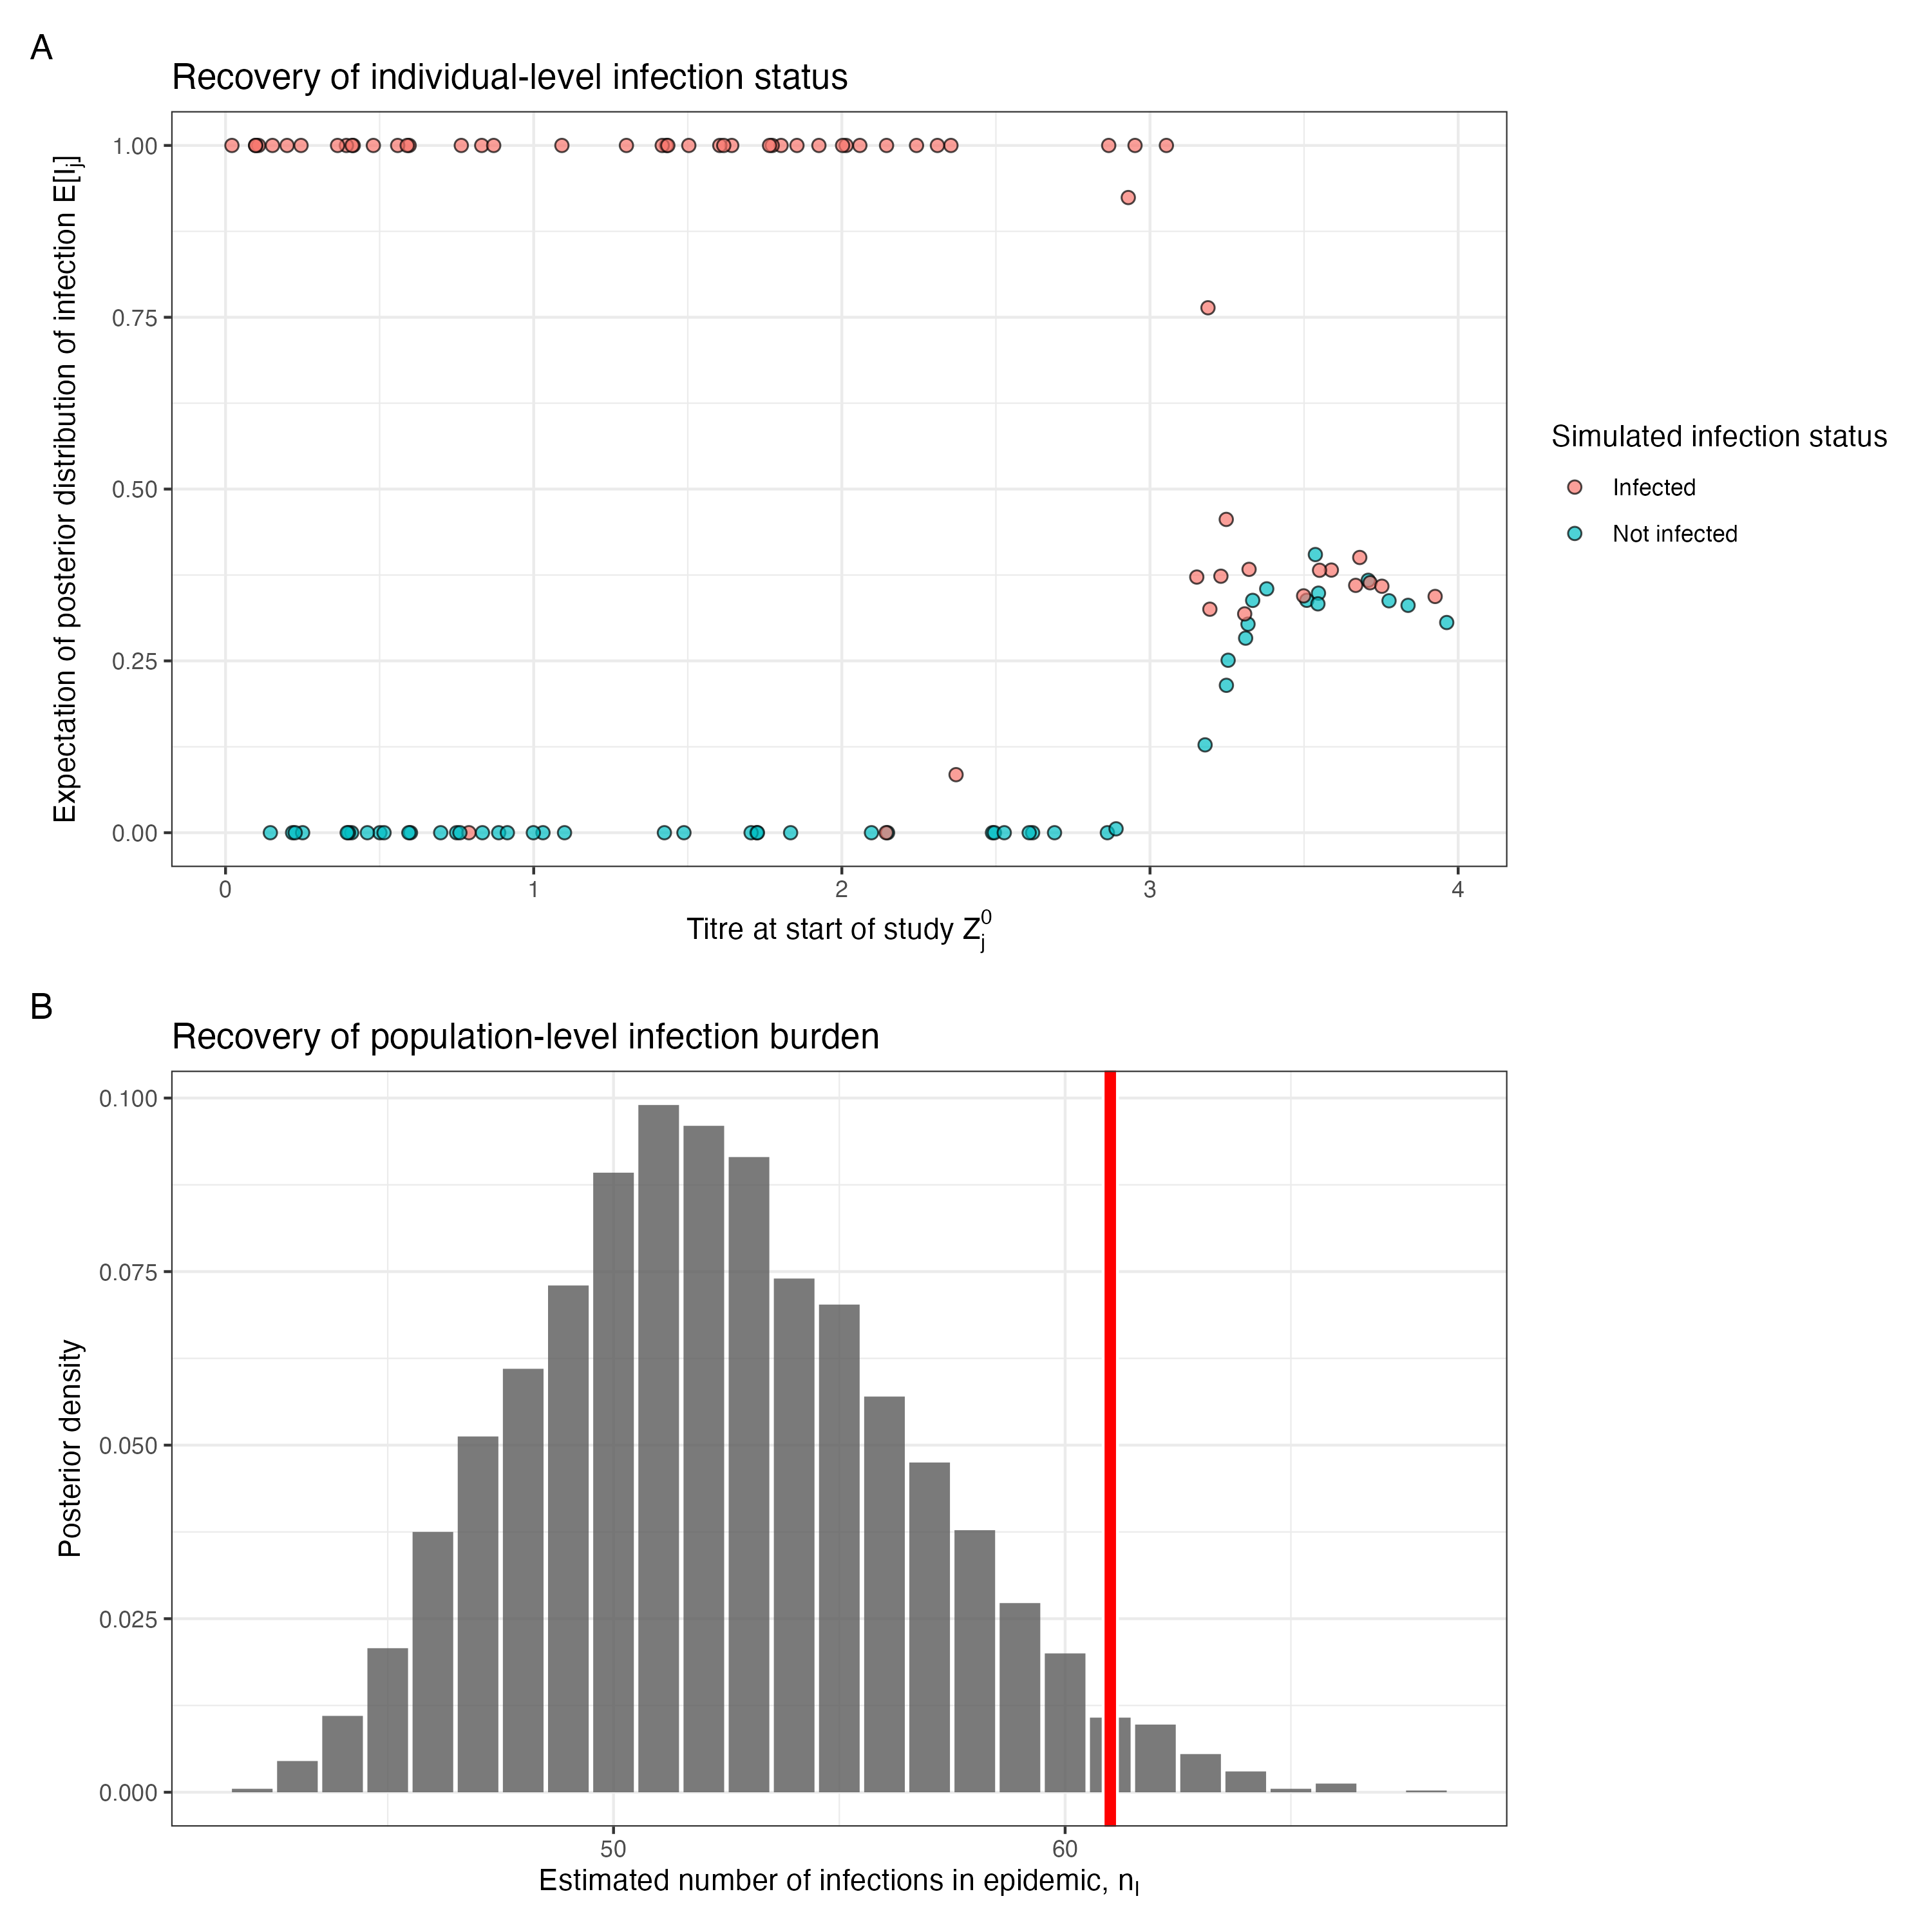 A
Recovery of individual-level infection status
Expectation of posterior distribution of infection E[Ij]
1.00
0.75
0.50
0.25
0.00
0 1 2 3 4
Titre at start of study Z0j
Simulated infection status
Infected
Not infected
B
Recovery of population-level infection burden
Posterior density
0.100
0.075
0.050
0.025
0.000
50 60
Estimated number of infections in epidemic, nI